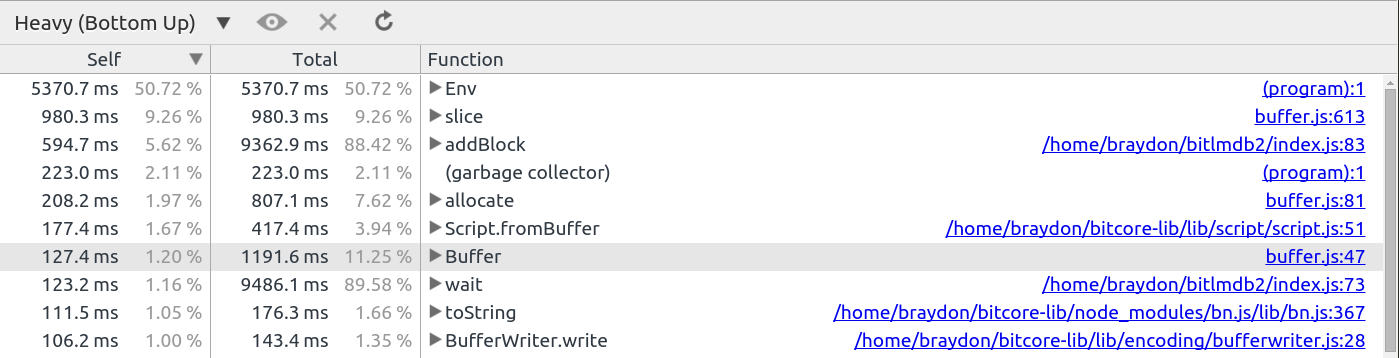 Heavy (Bottom Up)
Self Total Function
5370.7 ms 50.72 % 5370.7 ms 50.72 % Env (program):1
980.3 ms 9.26 % 980.3 ms 9.26 % slice buffer.js:613
594.7 ms 5.62 % 9362.9 ms 88.42 % addBlock /home/braydon/bitlmdb2/index.js:83
223.0 ms 2.11 % 223.0 ms 2.11 % (garbage collector) (program):1
208.2 ms 1.97 % 807.1 ms 7.62 % allocate buffer.js:81
177.4 ms 1.67 % 417.4 ms 3.94 % Script.fromBuffer /home/braydon/bitcore-lib/lib/script/script.js:51
127.4 ms 1.20 % 1191.6 ms 11.25 % Buffer buffer.js:47
123.2 ms 1.16 % 9486.1 ms 89.58 % wait /home/braydon/bitlmdb2/index.js:73
111.5 ms 1.05 % 176.3 ms 1.66 % toString /home/braydon/bitcore-lib/node_modules/bn.js/lib/bn.js:367
106.2 ms 1.00 % 143.4 ms 1.35 % BufferWriter.write /home/braydon/bitcore-lib/lib/encoding/bufferwriter.js:28